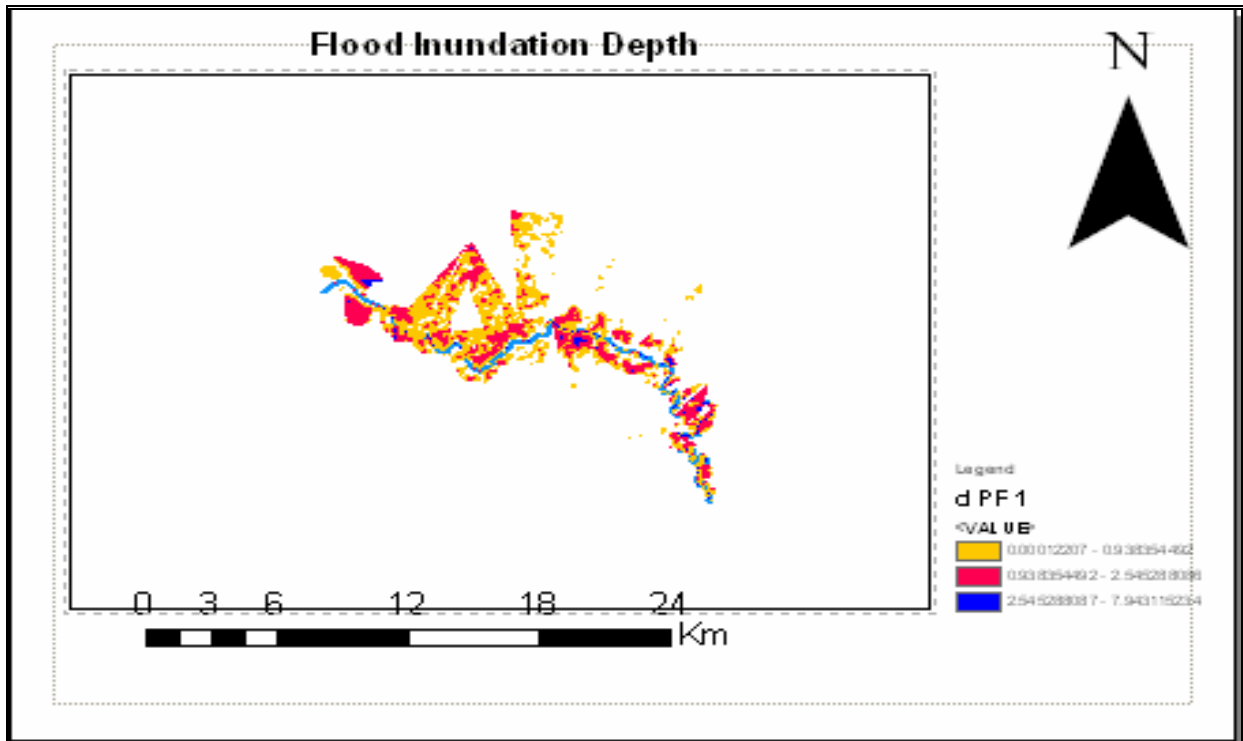 Flood Inundation Depth
N
Legend
d PF 1
<VALUE>
0.00012207 - 0.938354492
0.938354492 - 2.545288086
2.545288087 - 7.943115234
0 3 6 12 18 24
Km